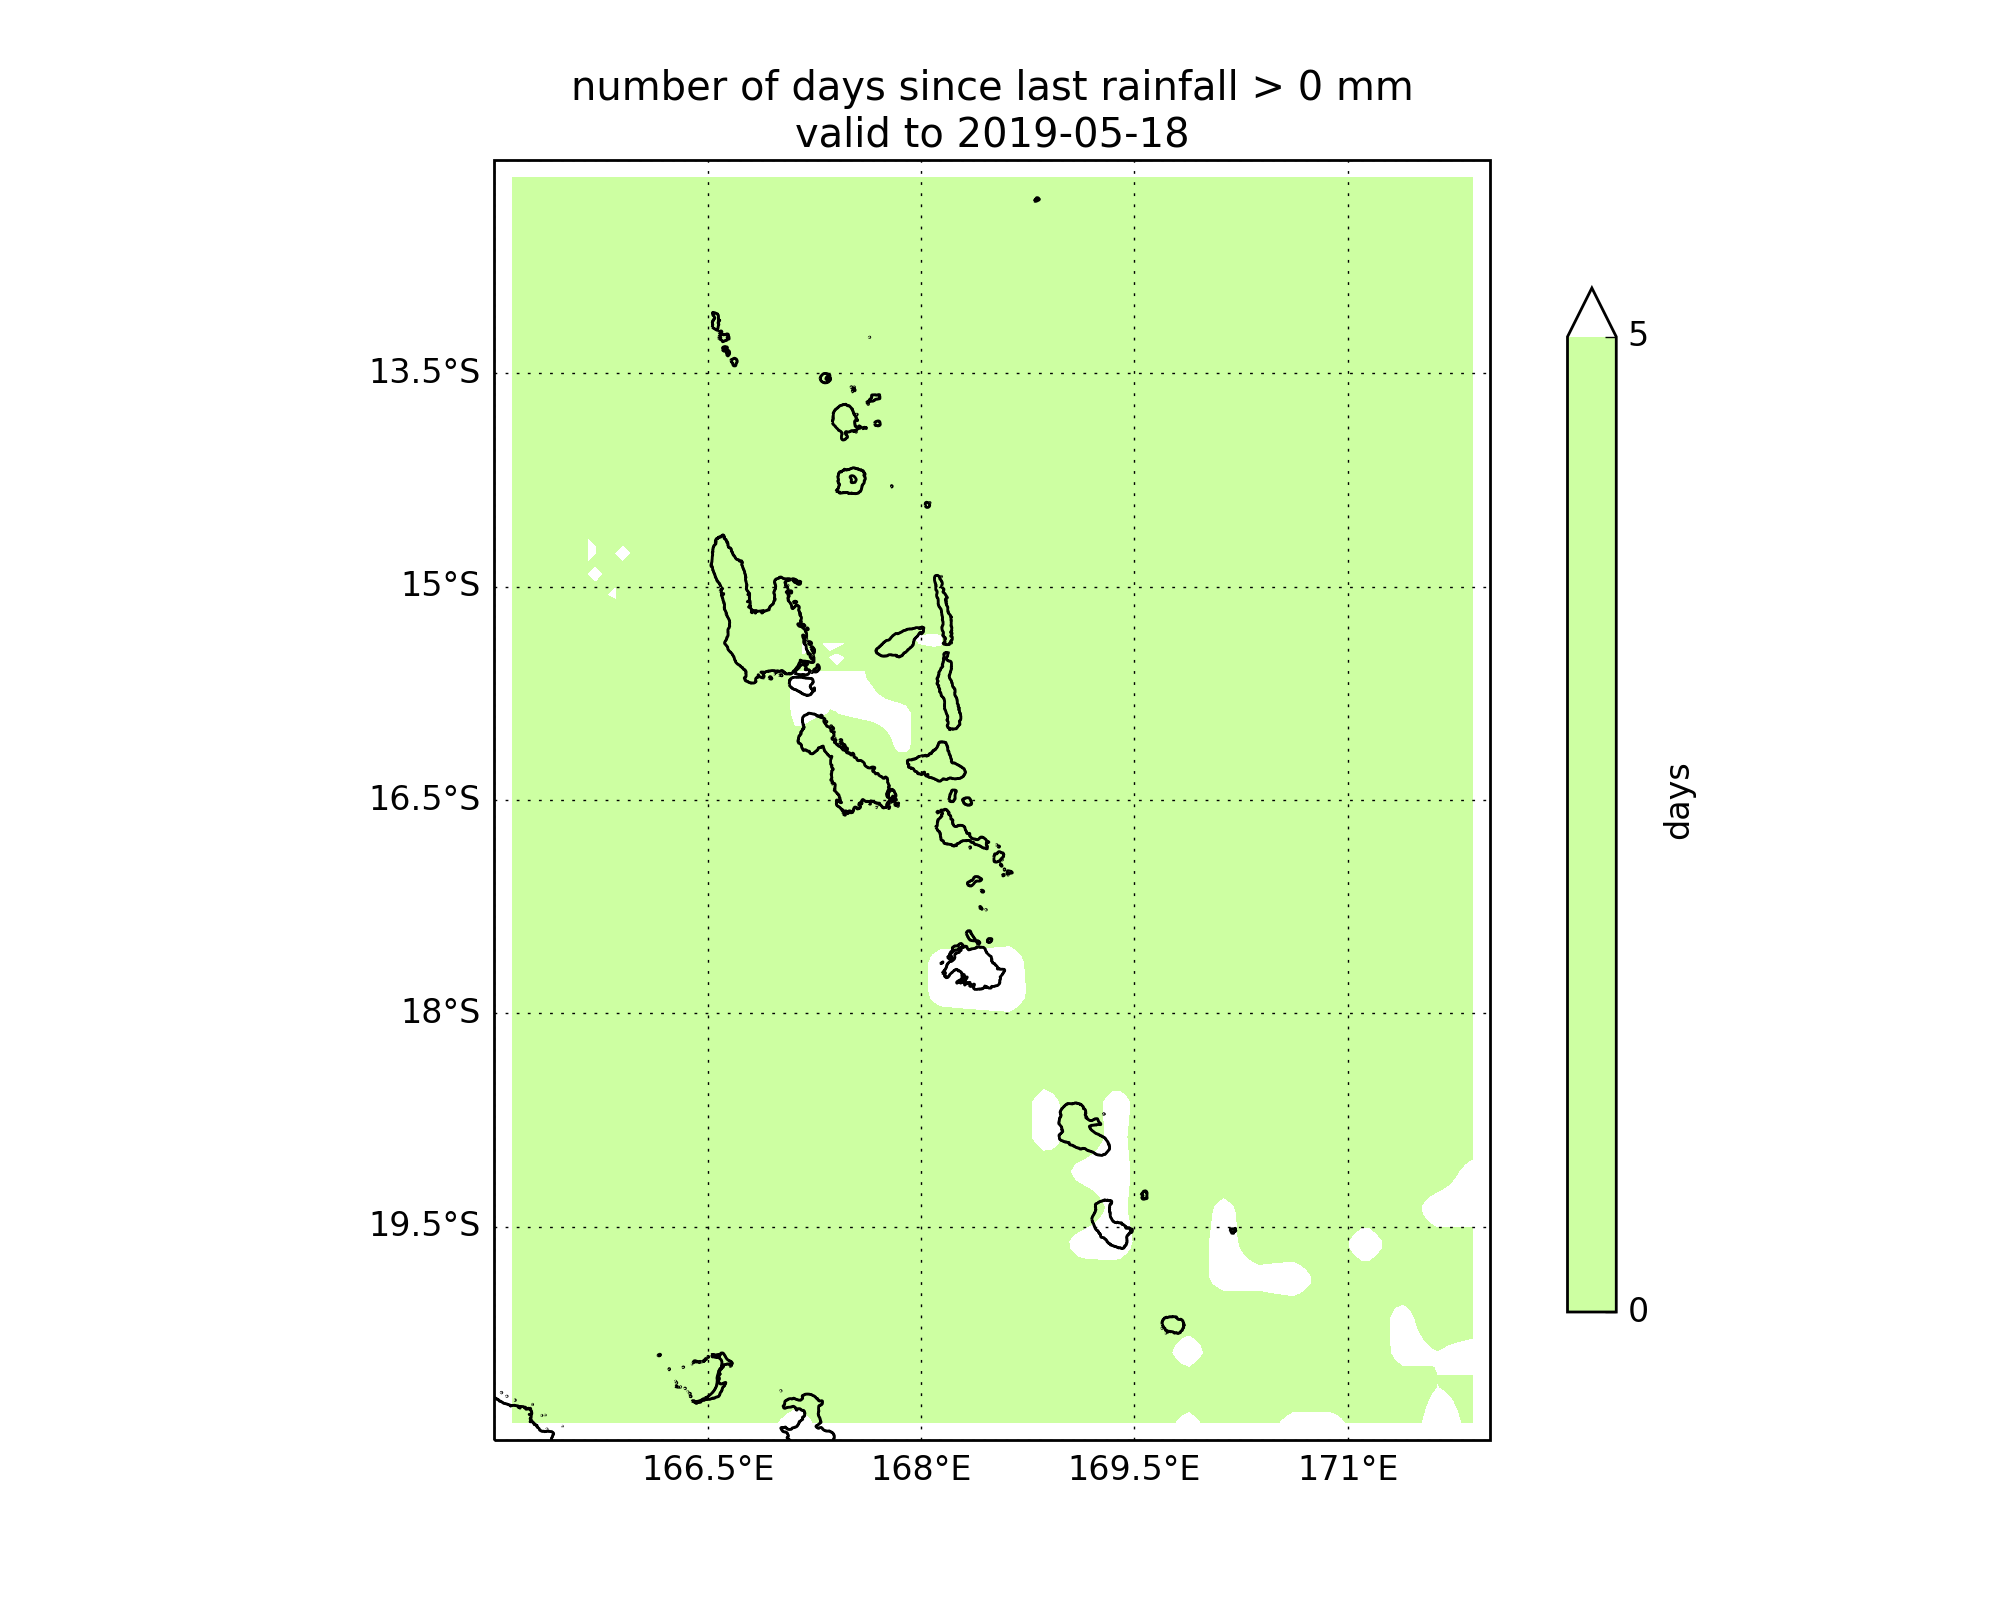 number of days since last rainfall > 0 mm
valid to 2019-05-18
13.5°S
15°S
16.5°S
18°S
19.5°S
166.5°E
168°E
169.5°E
171°E
5
0
days